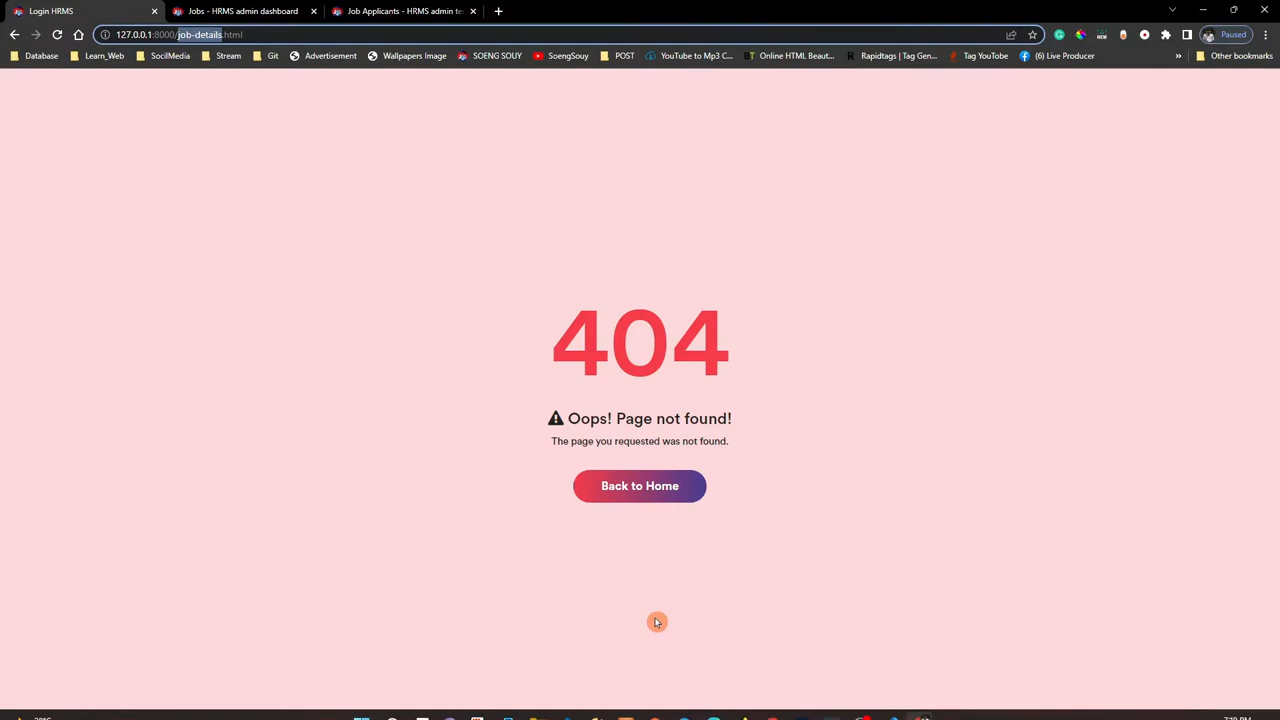 Login HRMS
Jobs - HRMS admin dashboard
Job Applicants - HRMS admin te
127.0.0.1:8000/job-details.html
Paused
Database
Learn_Web
SocilMedia
Stream
Git
Advertisement
Wallpapers Image
SOENG SOUY
SoengSouy
POST
YouTube to Mp3 C...
Online HTML Beaut...
Rapidtags | Tag Gen...
Tag YouTube
(6) Live Producer
»
Other bookmarks
404
Oops! Page not found!
The page you requested was not found.
Back to Home